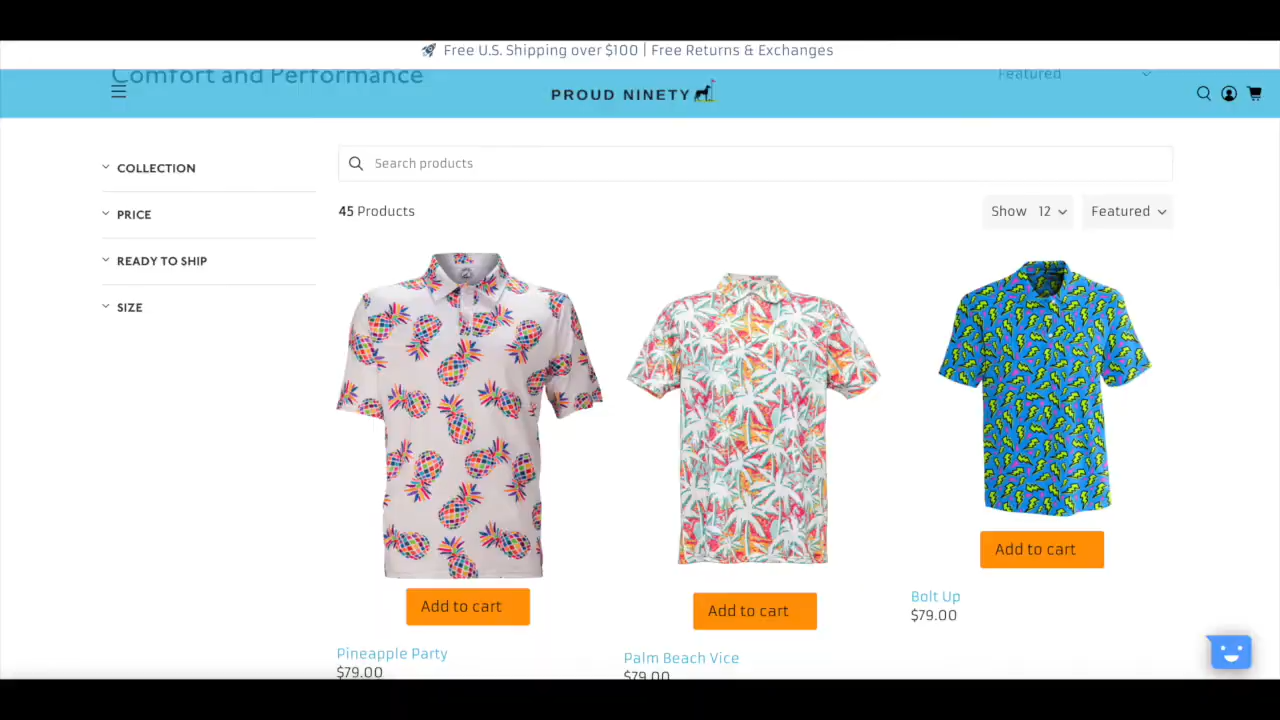 Free U.S. Shipping over $100 | Free Returns & Exchanges
Comfort and Performance
Featured
PROUD NINETY
COLLECTION
PRICE
READY TO SHIP
SIZE
Search products
45 Products
Show 12
Featured
Add to cart
Add to cart
Add to cart
Bolt Up
$79.00
Pineapple Party
$79.00
Palm Beach Vice
$79.00